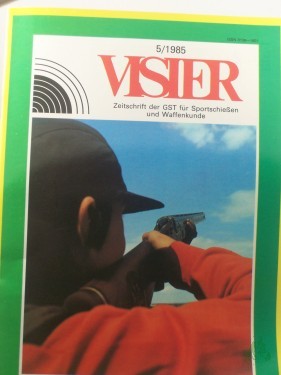 5/1985
VISIER
Zeitschrift der GST für Sportschießen
und Waffenkunde